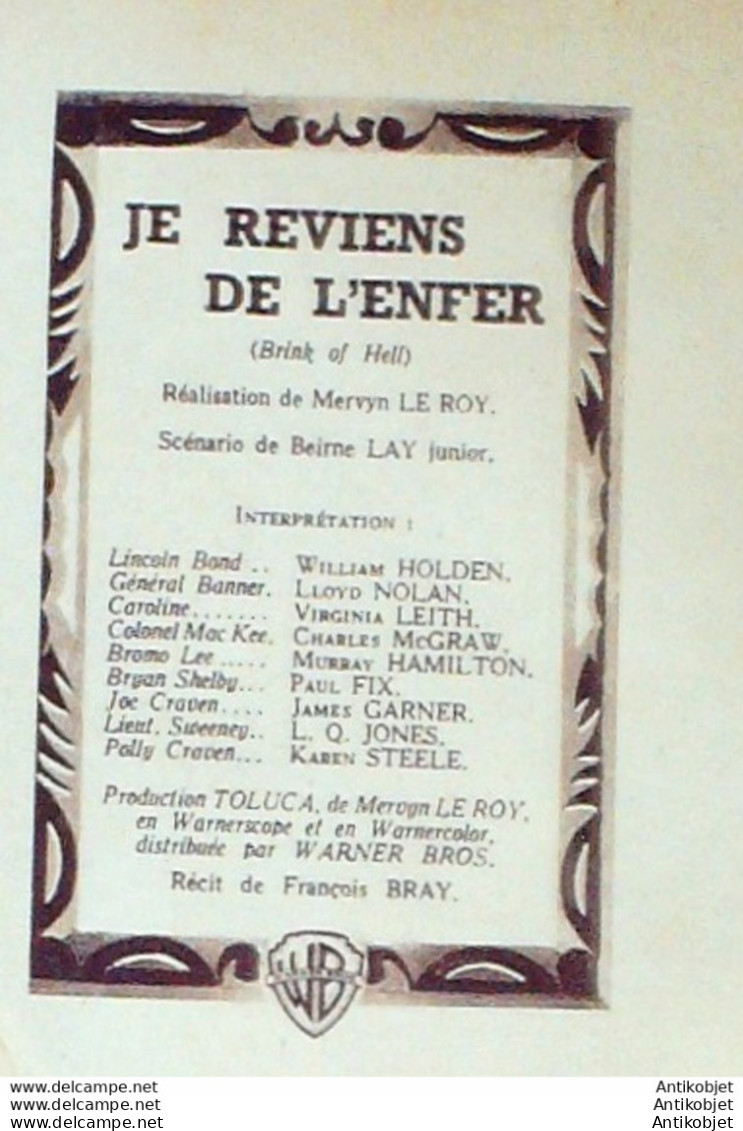 JE REVIENS
DE L'ENFER
(Brink of Hell)
Réalisation de Mervyn LE ROY.
Scénario de Beirne LAY junior.
INTERPRÉTATION :
Lincoln Bond .. WILLIAM HOLDEN.
Général Banner. LLOYD NOLAN.
Caroline....... VIRGINIA LEITH.
Colonel Mac Kee. CHARLES McGRAW.
Bromo Lee ..... MURRAY HAMILTON.
Bryan Shelby... PAUL FIX.
Joe Craven.... JAMES GARNER.
Lieut. Sweeney.. L. Q. JONES.
Polly Craven... KAREN STEELE.
Production TOLUCA, de Mervyn LE ROY,
en Warnerscope et en Warnercolor,
distribuée par WARNER BROS.
Récit de François BRAY.
WB
www.antikobjet.net Antikobjet
www.antikobjet.net Antikobjet
www.antikobjet.net Antikobjet